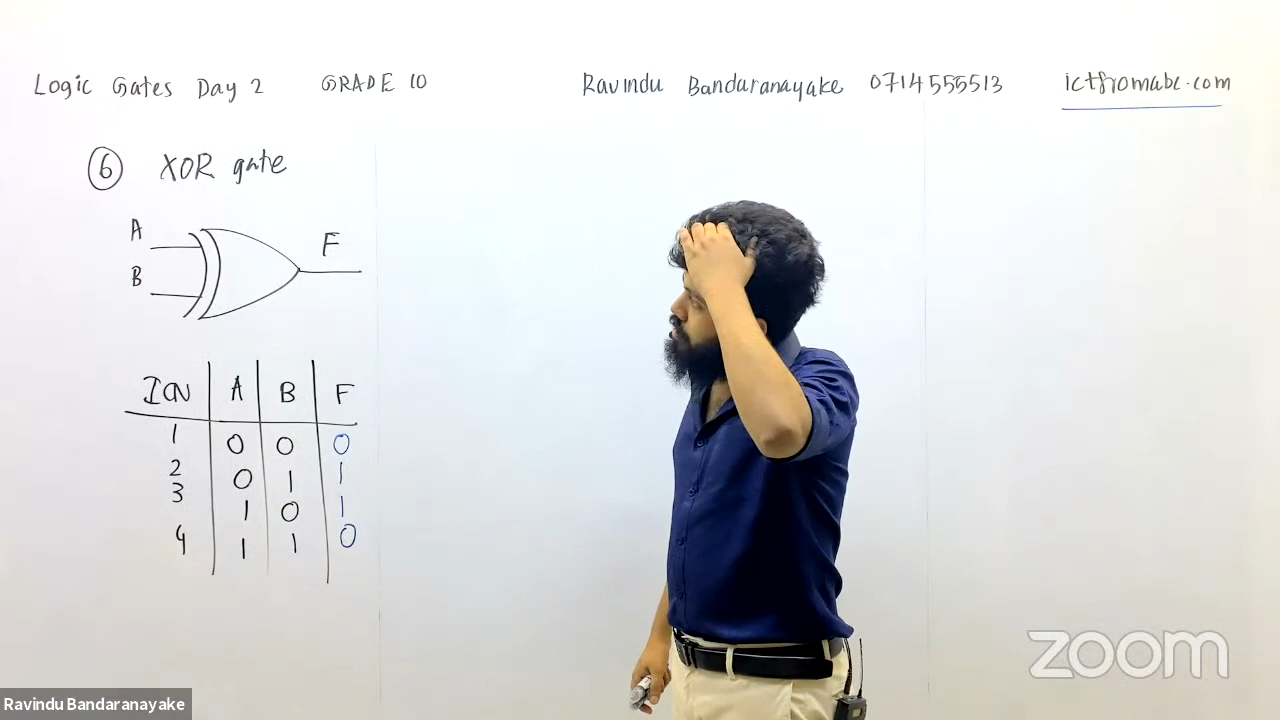 Logic Gates Day 2 GRADE 10 Ravindu Bandaranayake 0714555513 ictfromabc.com
6 XOR gate
A
F
B
ICN A B F
1 0 0 0
2 0 1 1
3 1 0 1
4 1 1 0
zoom
Ravindu Bandaranayake